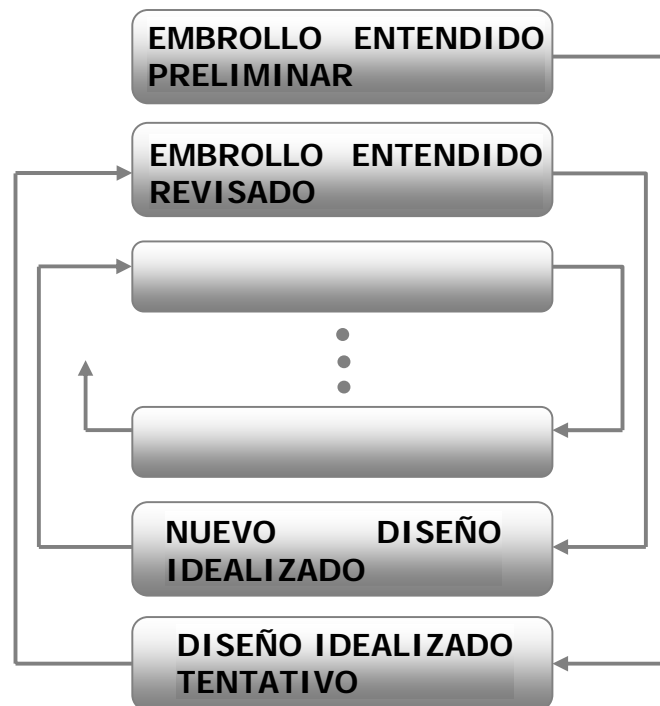 EMBROLLO ENTENDIDO
PRELIMINAR
EMBROLLO ENTENDIDO
REVISADO
NUEVO DISEÑO
IDEALIZADO
DISEÑO IDEALIZADO
TENTATIVO